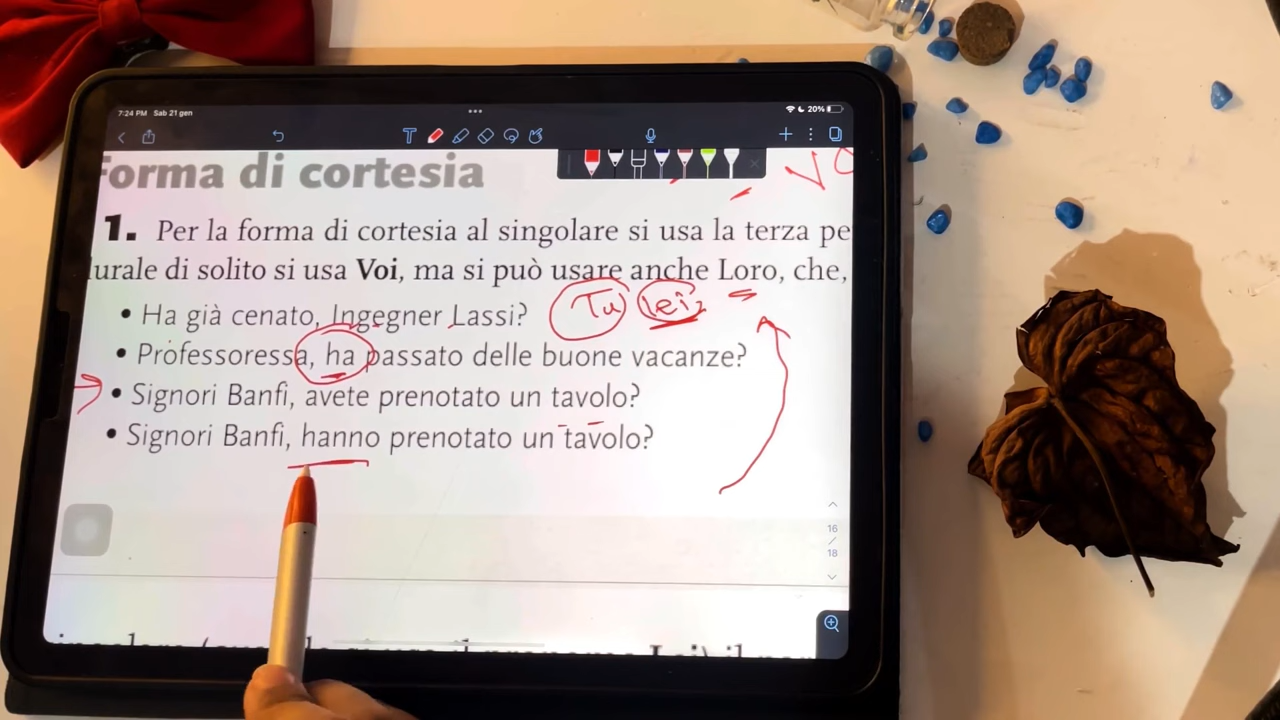 7:24 PM Sab 21 gen
20%
Forma di cortesia
1. Per la forma di cortesia al singolare si usa la terza pe
lurale di solito si usa Voi, ma si può usare anche Loro, che,
• Ha già cenato, Ingegner Lassi? Tu Lei
• Professoressa, ha passato delle buone vacanze?
• Signori Banfi, avete prenotato un tavolo?
• Signori Banfi, hanno prenotato un tavolo?
16
/
18